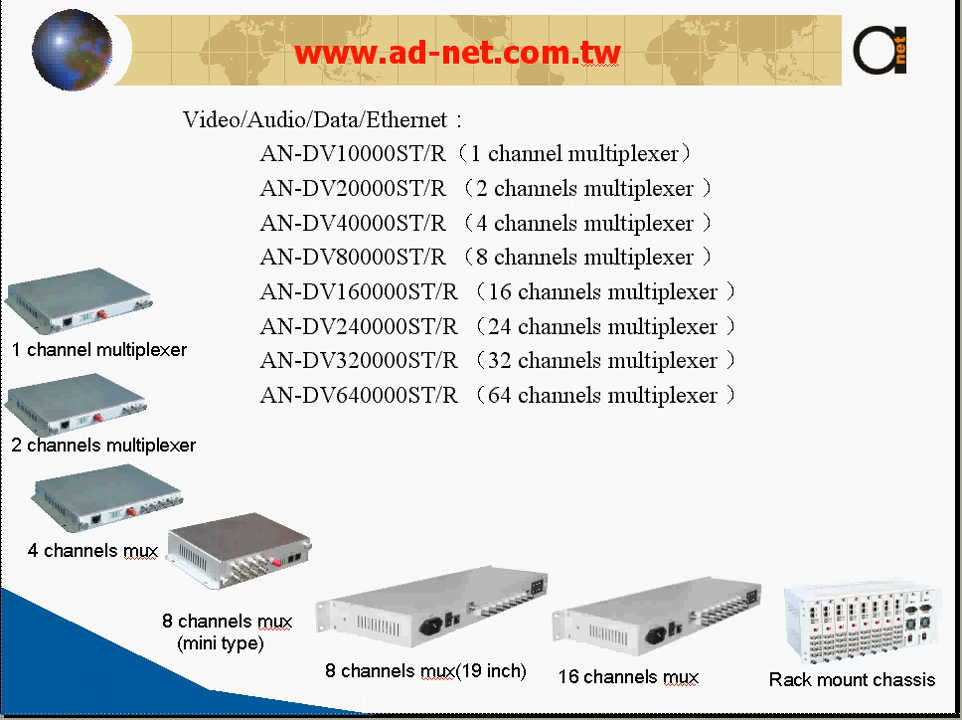 www.ad-net.com.tw
a net
Video/Audio/Data/Ethernet：
AN-DV10000ST/R（1 channel multiplexer）
AN-DV20000ST/R （2 channels multiplexer ）
AN-DV40000ST/R （4 channels multiplexer ）
AN-DV80000ST/R （8 channels multiplexer ）
AN-DV160000ST/R （16 channels multiplexer ）
AN-DV240000ST/R （24 channels multiplexer ）
AN-DV320000ST/R （32 channels multiplexer ）
AN-DV640000ST/R （64 channels multiplexer ）
1 channel multiplexer
2 channels multiplexer
4 channels mux
8 channels mux
(mini type)
8 channels mux(19 inch)
16 channels mux
Rack mount chassis